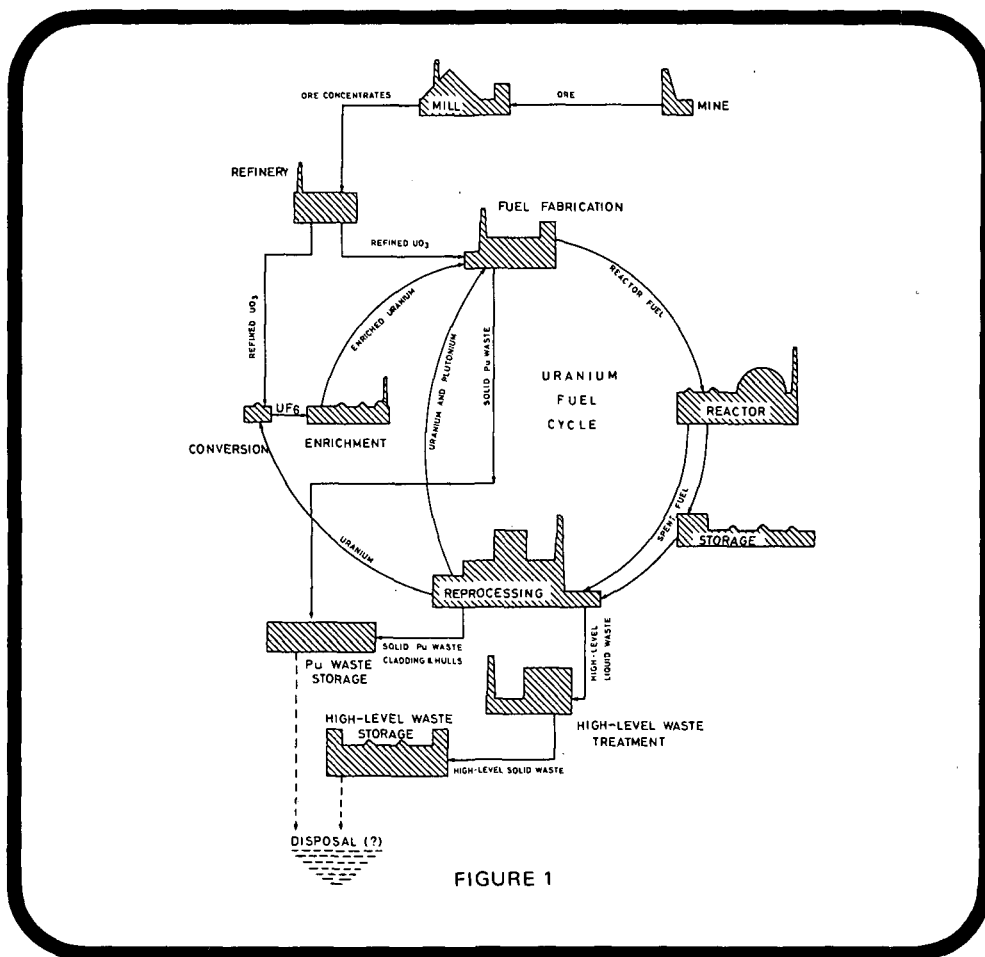 ORE CONCENTRATES
MILL
ORE
MINE
REFINERY
FUEL FABRICATION
REFINED UO₃
REFINED UO₃
ENRICHED URANIUM
URANIUM AND PLUTONIUM
SOLID Pu WASTE
REACTOR FUEL
URANIUM
FUEL
CYCLE
REACTOR
UF₆
CONVERSION
ENRICHMENT
SPENT FUEL
STORAGE
URANIUM
REPROCESSING
SOLID Pu WASTE
CLADDING & HULLS
HIGH-LEVEL
LIQUID WASTE
Pu WASTE
STORAGE
HIGH-LEVEL WASTE
TREATMENT
HIGH-LEVEL WASTE
STORAGE
HIGH-LEVEL SOLID WASTE
DISPOSAL (?)
FIGURE 1